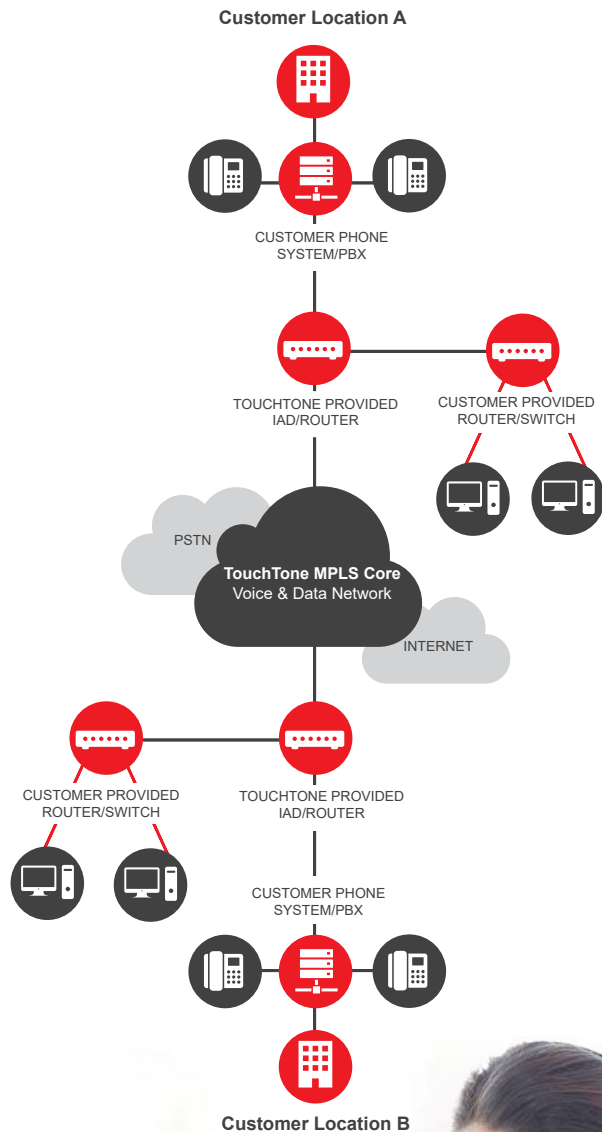 Customer Location A
CUSTOMER PHONE
SYSTEM/PBX
TOUCHTONE PROVIDED
IAD/ROUTER
CUSTOMER PROVIDED
ROUTER/SWITCH
PSTN
TouchTone MPLS Core
Voice & Data Network
INTERNET
CUSTOMER PROVIDED
ROUTER/SWITCH
TOUCHTONE PROVIDED
IAD/ROUTER
CUSTOMER PHONE
SYSTEM/PBX
Customer Location B